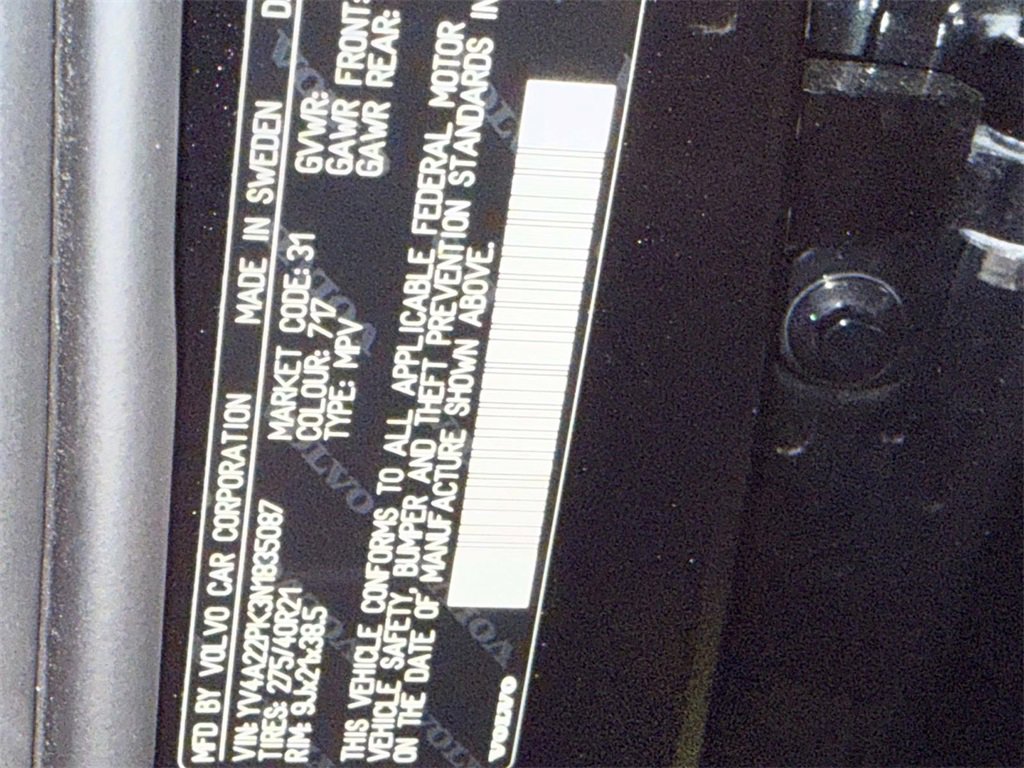 MFD BY VOLVO CAR CORPORATION MADE IN SWEDEN
VIN: YV4A22PK3N1835087
TIRES: 275/40R21 MARKET CODE: 31 GVWR:
RIM: 9Jx21x38.5 COLOUR: 717 GAWR FRONT:
TYPE: MPV GAWR REAR:
THIS VEHICLE CONFORMS TO ALL APPLICABLE FEDERAL MOTOR
VEHICLE SAFETY, BUMPER AND THEFT PREVENTION STANDARDS IN
ON THE DATE OF MANUFACTURE SHOWN ABOVE.
VOLVO